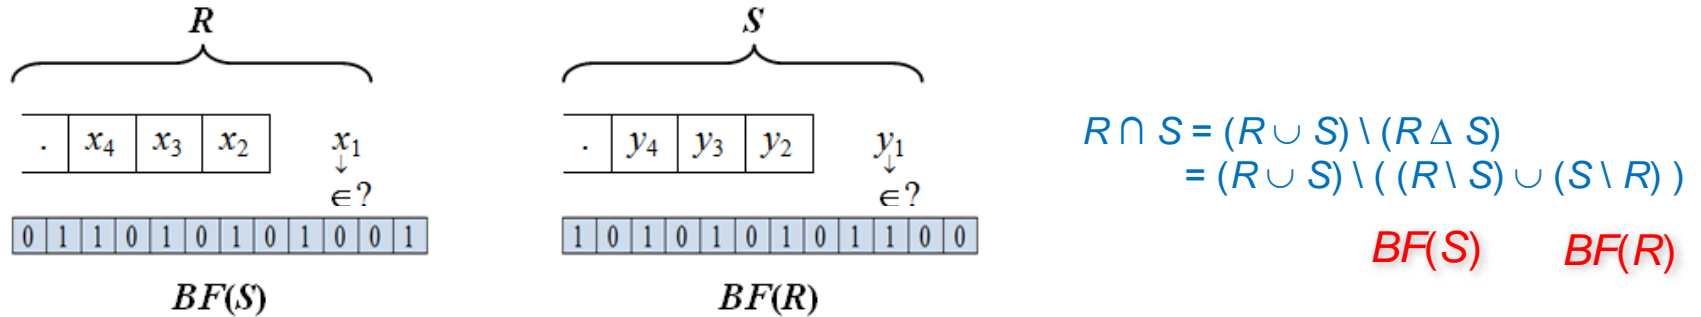 R
. x4 x3 x2 x1
↓
∈?
0 1 1 0 1 0 1 0 1 0 0 1
BF(S)
S
. y4 y3 y2 y1
↓
∈?
1 0 1 0 1 0 1 0 1 1 0 0
BF(R)
R ∩ S = (R ∪ S) \ (R Δ S)
= (R ∪ S) \ ( (R \ S) ∪ (S \ R) )
BF(S) BF(R)